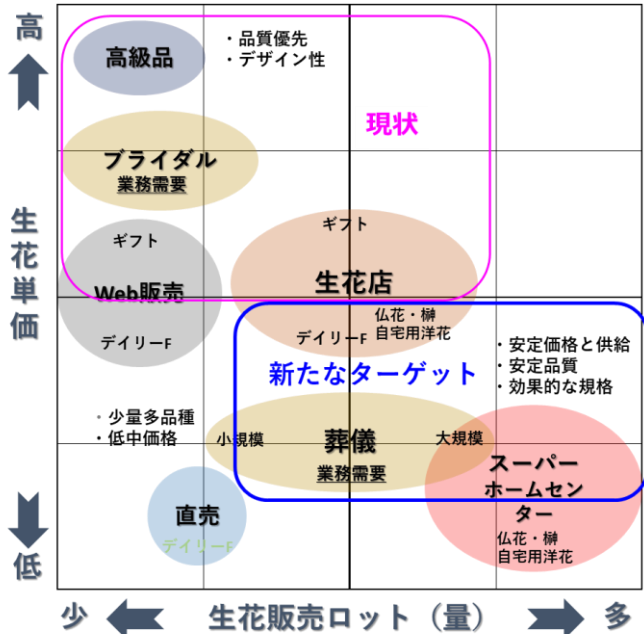 高
高級品
・品質優先
・デザイン性
現状
ブライダル
業務需要
生花単価
ギフト
Web販売
デイリーF
ギフト
生花店
仏花・榊
デイリーF
自宅用洋花
新たなターゲット
・安定価格と供給
・安定品質
・効果的な規格
・少量多品種
・低中価格
小規模
葬儀
大規模
業務需要
スーパー
ホームセン
ター
仏花・榊
自宅用洋花
直売
デイリーF
低
少
生花販売ロット（量）
多